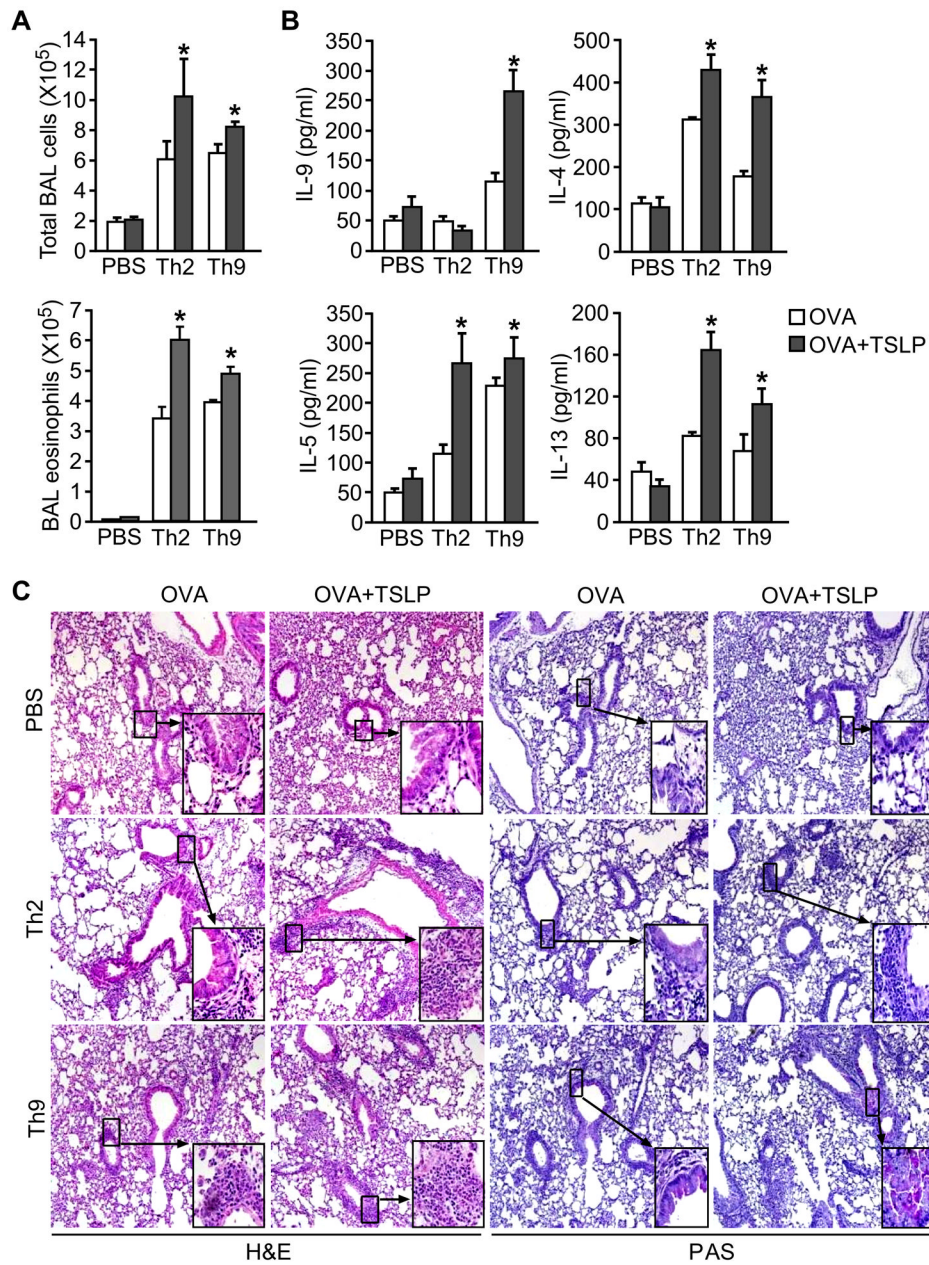 A
B
Total BAL cells (X10⁵)
14
12
10
8
6
4
2
0
*
*
PBS Th2 Th9
IL-9 (pg/ml)
350
300
250
200
150
100
50
0
*
PBS Th2 Th9
IL-4 (pg/ml)
500
400
300
200
100
0
*
*
PBS Th2 Th9
BAL eosinophils (X10⁵)
7
6
5
4
3
2
1
0
*
*
PBS Th2 Th9
IL-5 (pg/ml)
350
300
250
200
150
100
50
0
*
*
PBS Th2 Th9
IL-13 (pg/ml)
200
160
120
80
40
0
*
*
PBS Th2 Th9
OVA
OVA+TSLP
C
OVA OVA+TSLP OVA OVA+TSLP
PBS
Th2
Th9
H&E PAS